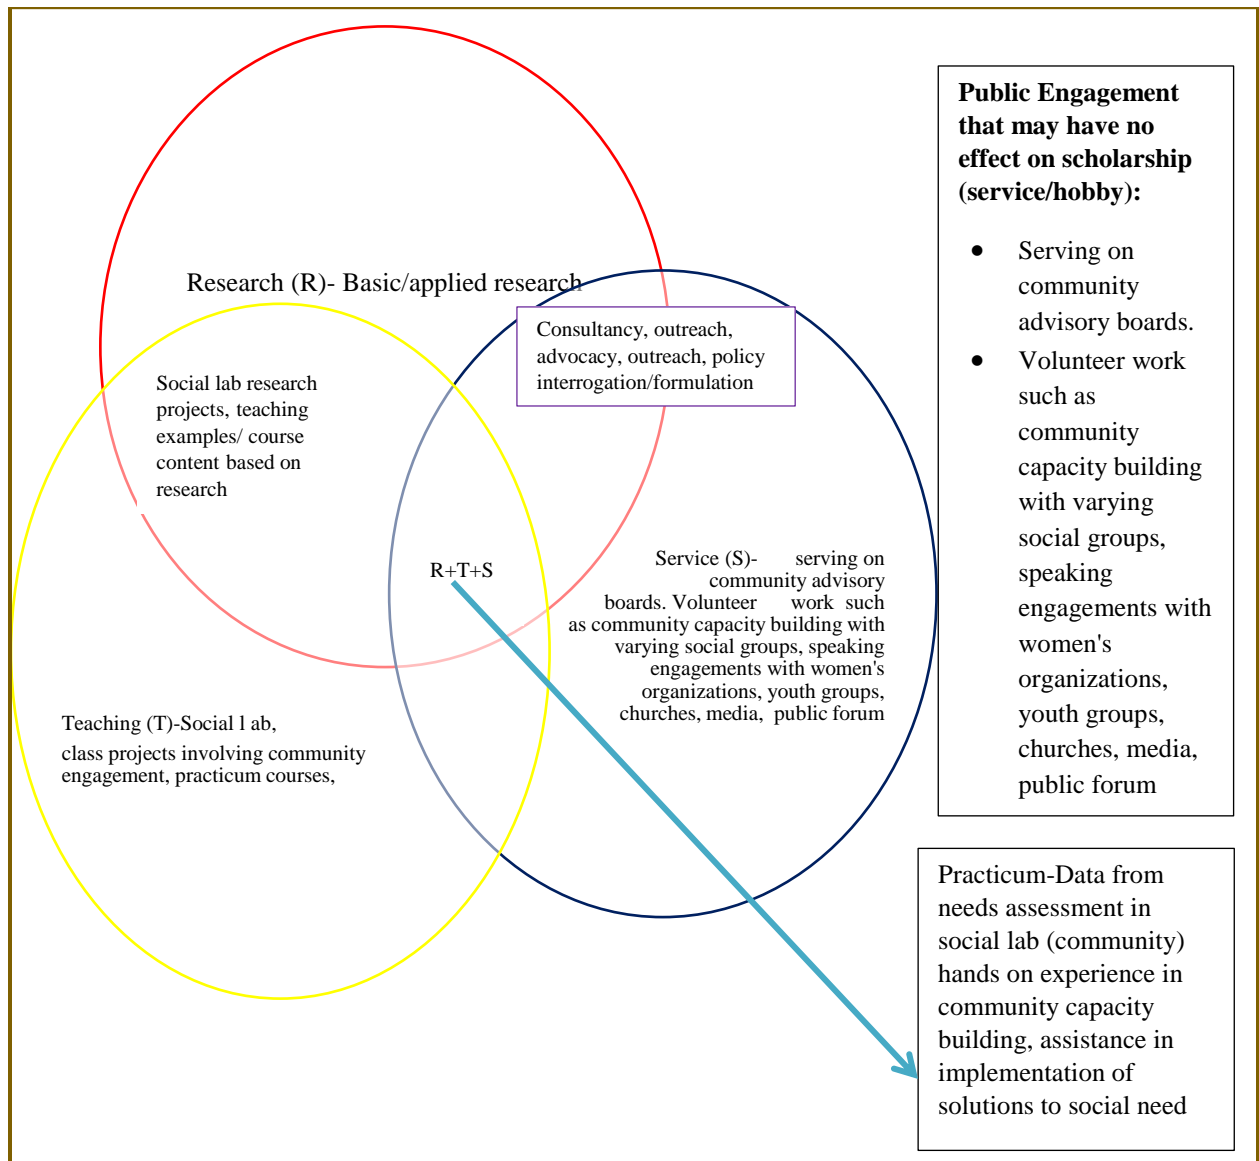 Research (R)- Basic/applied research
Consultancy, outreach,
advocacy, outreach, policy
interrogation/formulation
Social lab research
projects, teaching
examples/ course
content based on
research
R+T+S
Service (S)- serving on
community advisory
boards. Volunteer work such
as community capacity building with
varying social groups, speaking
engagements with women's
organizations, youth groups,
churches, media, public forum
Teaching (T)-Social l ab,
class projects involving community
engagement, practicum courses,
Public Engagement
that may have no
effect on scholarship
(service/hobby):
● Serving on
community
advisory boards.
● Volunteer work
such as
community
capacity building
with varying
social groups,
speaking
engagements with
women's
organizations,
youth groups,
churches, media,
public forum
Practicum-Data from
needs assessment in
social lab (community)
hands on experience in
community capacity
building, assistance in
implementation of
solutions to social need